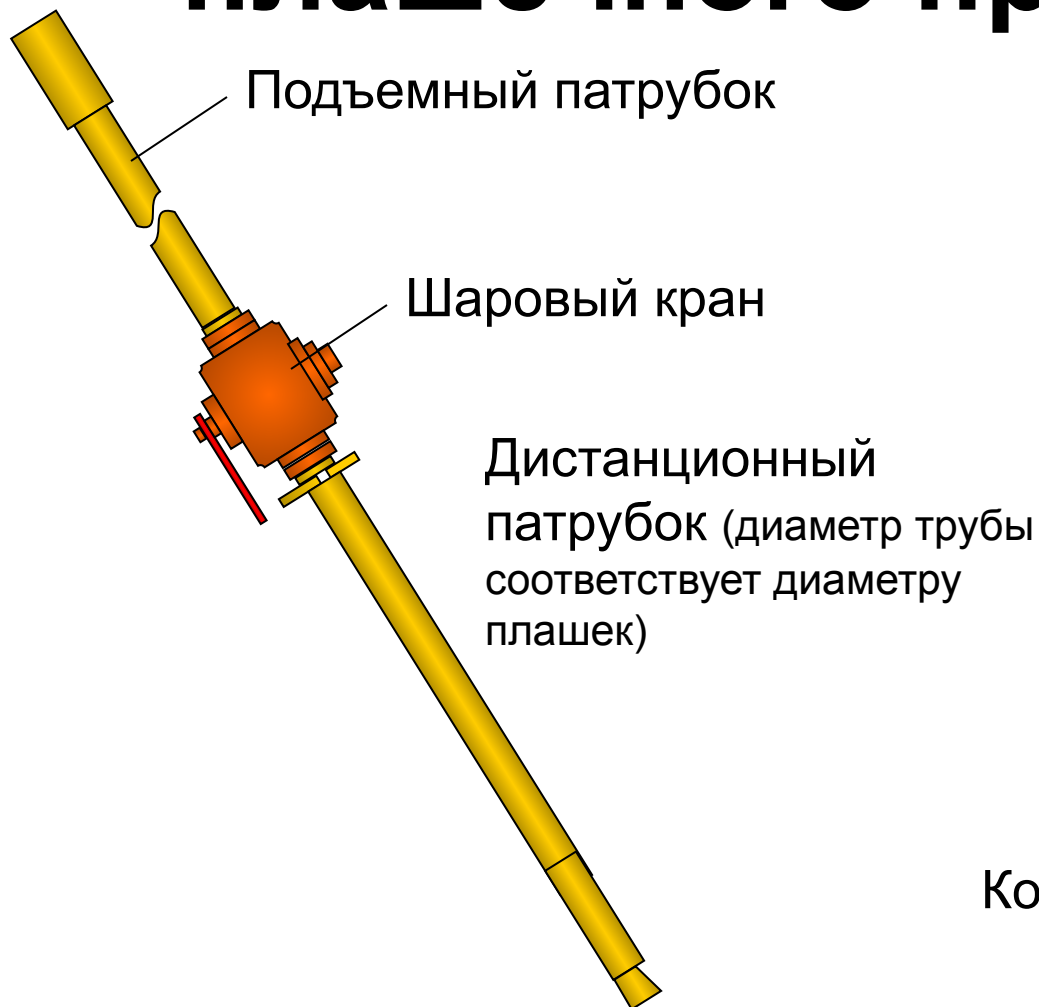 Подъемный патрубок
Шаровый кран
Дистанционный
патрубок (диаметр трубы
соответствует диаметру
плашек)